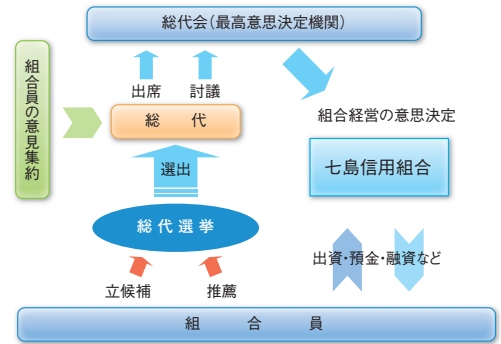 総代会（最高意思決定機関）
組合員の意見集約
出席
討議
総代
組合経営の意思決定
七島信用組合
選出
総代選挙
出資・預金・融資など
立候補
推薦
組合員